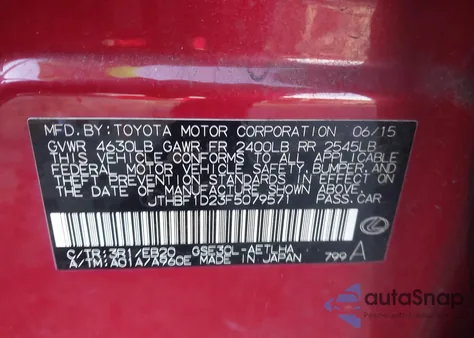 MFD.BY:TOYOTA MOTOR CORPORATION 06/15
GVWR 4630LB GAWR FR 2400LB RR 2545LB
THIS VEHICLE CONFORMS TO ALL APPLICABLE
FEDERAL MOTOR VEHICLE SAFETY, BUMPER, AND
THEFT PREVENTION STANDARDS IN EFFECT ON
THE DATE OF MANUFACTURE SHOWN ABOVE.
JTHBF1D23F5079571 PASS.CAR
C/TR:3R1/EB20 GSE30L-AETLHA
A/TM:A01A/A960E MADE IN JAPAN 799 A
autoSnap